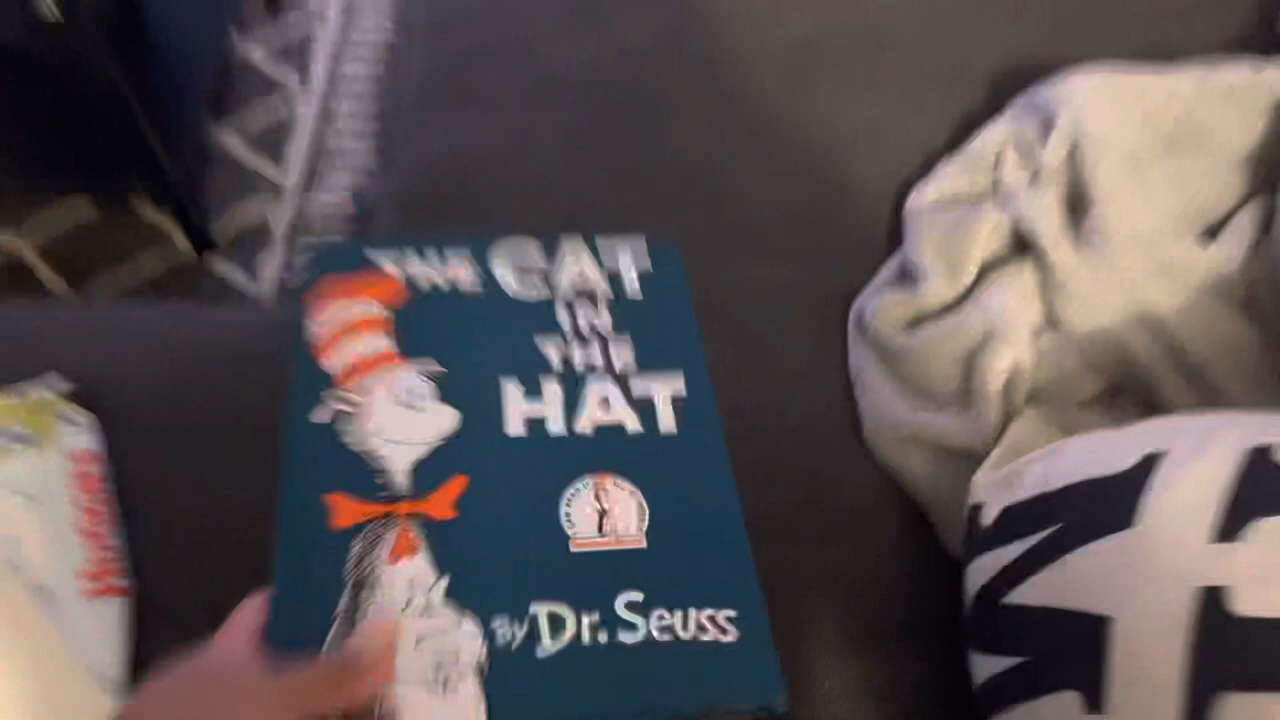 THE CAT
IN
THE
HAT
BY Dr. Seuss